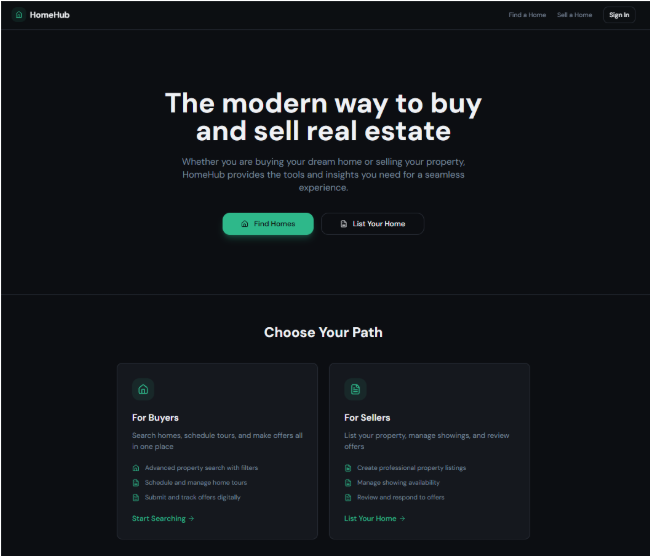 HomeHub
Find a Home
Sell a Home
Sign In
The modern way to buy
and sell real estate
Whether you are buying your dream home or selling your property,
HomeHub provides the tools and insights you need for a seamless
experience.
Find Homes
List Your Home
Choose Your Path
For Buyers
Search homes, schedule tours, and make offers all
in one place
Advanced property search with filters
Schedule and manage home tours
Submit and track offers digitally
Start Searching →
For Sellers
List your property, manage showings, and review
offers
Create professional property listings
Manage showing availability
Review and respond to offers
List Your Home →